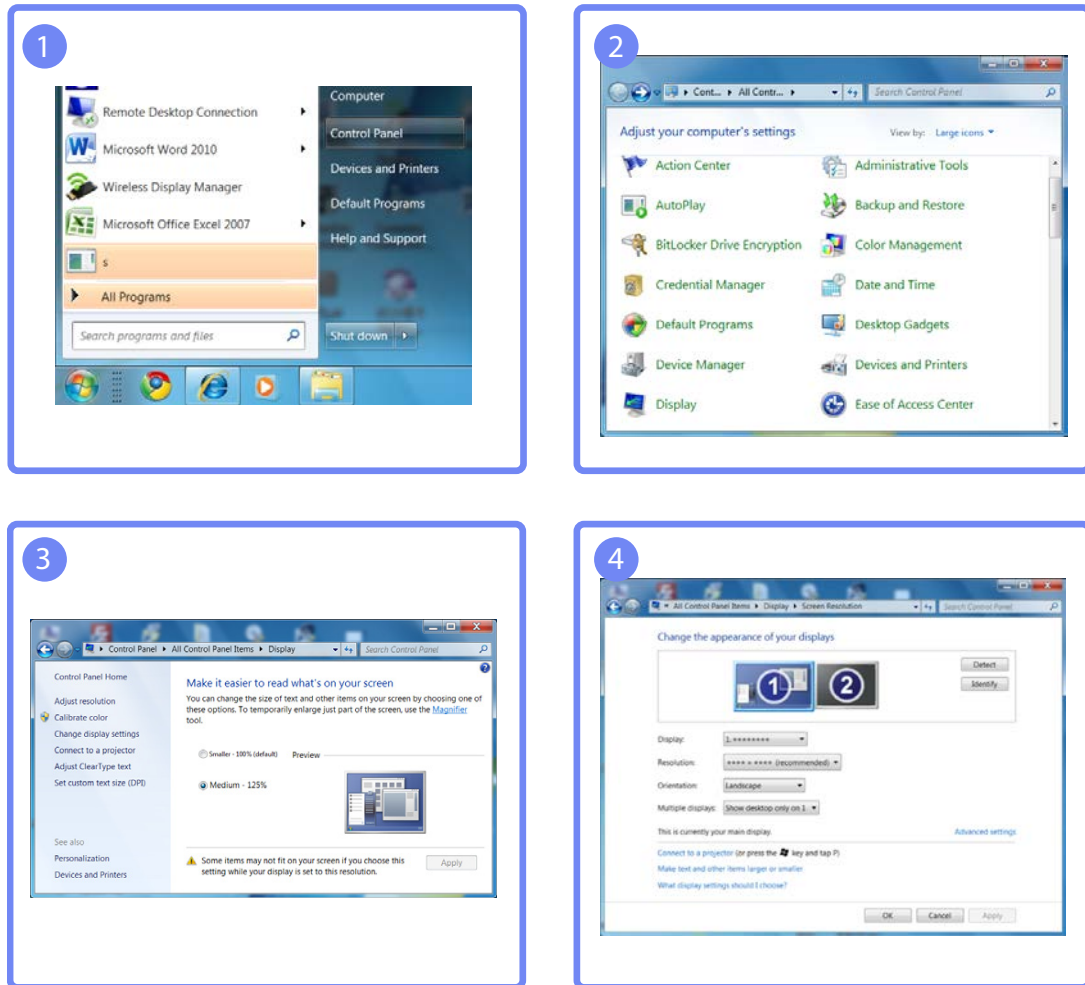 1
Remote Desktop Connection
Microsoft Word 2010
Wireless Display Manager
Microsoft Office Excel 2007
s
All Programs
Search programs and files
Computer
Control Panel
Devices and Printers
Default Programs
Help and Support
Shut down
2
Cont... All Contr...
Search Control Panel
Adjust your computer's settings
View by: Large icons
Action Center
Administrative Tools
AutoPlay
Backup and Restore
BitLocker Drive Encryption
Color Management
Credential Manager
Date and Time
Default Programs
Desktop Gadgets
Device Manager
Devices and Printers
Display
Ease of Access Center
3
Control Panel All Control Panel Items Display
Search Control Panel
Control Panel Home
Adjust resolution
Calibrate color
Change display settings
Connect to a projector
Adjust ClearType text
Set custom text size (DPI)
See also
Personalization
Devices and Printers
Make it easier to read what's on your screen
You can change the size of text and other items on your screen by choosing one of
these options. To temporarily enlarge just part of the screen, use the Magnifier
tool.
Smaller - 100% (default) Preview
Medium - 125%
Some items may not fit on your screen if you choose this
setting while your display is set to this resolution.
Apply
4
All Control Panel Items Display Screen Resolution
Search Control Panel
Change the appearance of your displays
1 2
Detect
Identify
Display: 1. ********
Resolution: **** × **** (recommended)
Orientation: Landscape
Multiple displays: Show desktop only on 1
This is currently your main display.
Advanced settings
Connect to a projector (or press the key and tap P)
Make text and other items larger or smaller
What display settings should I choose?
OK Cancel Apply